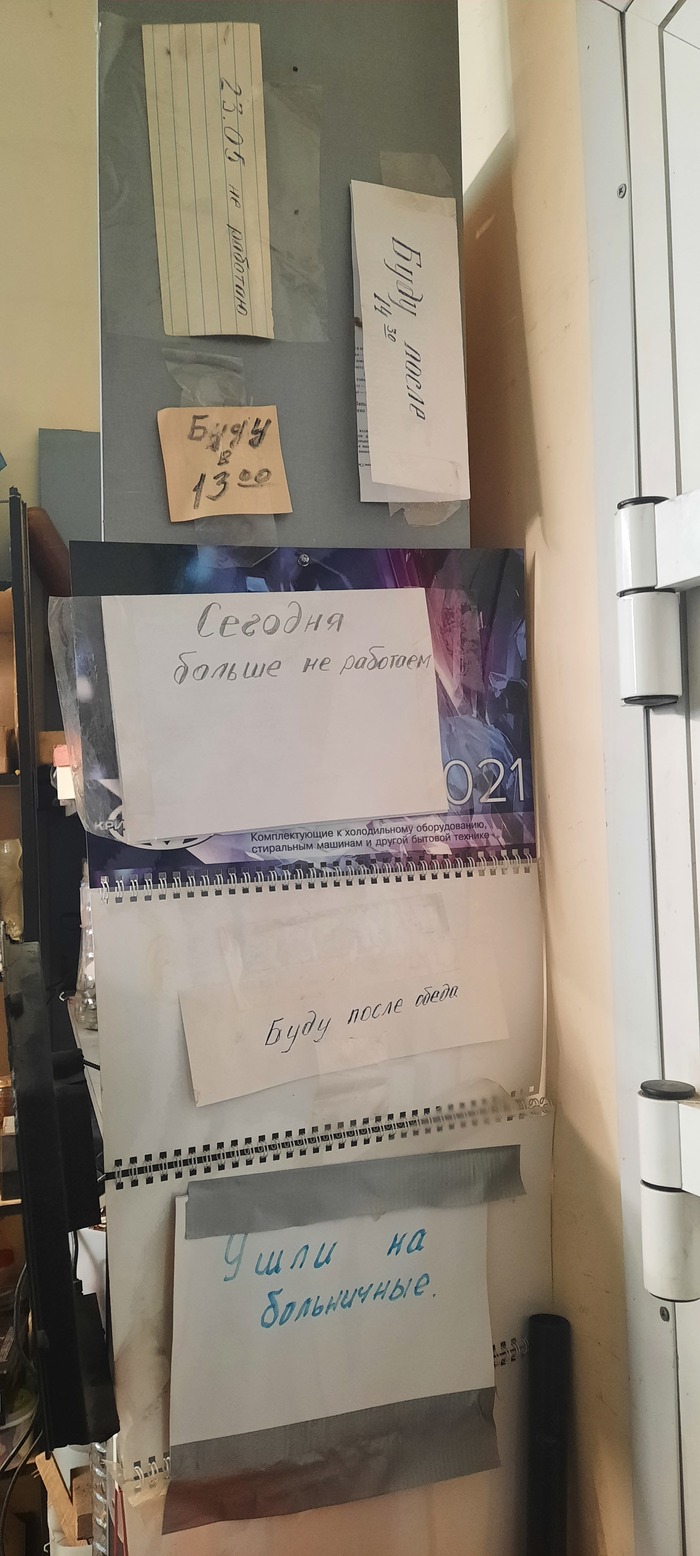 23.05 не работаю
Буду после
14 30
Буду
в
13 00
Сегодня
больше не работаем
021
КРИ
Комплектующие к холодильному оборудованию,
стиральным машинам и другой бытовой технике
Буду после обеда
Ушли на
больничные.